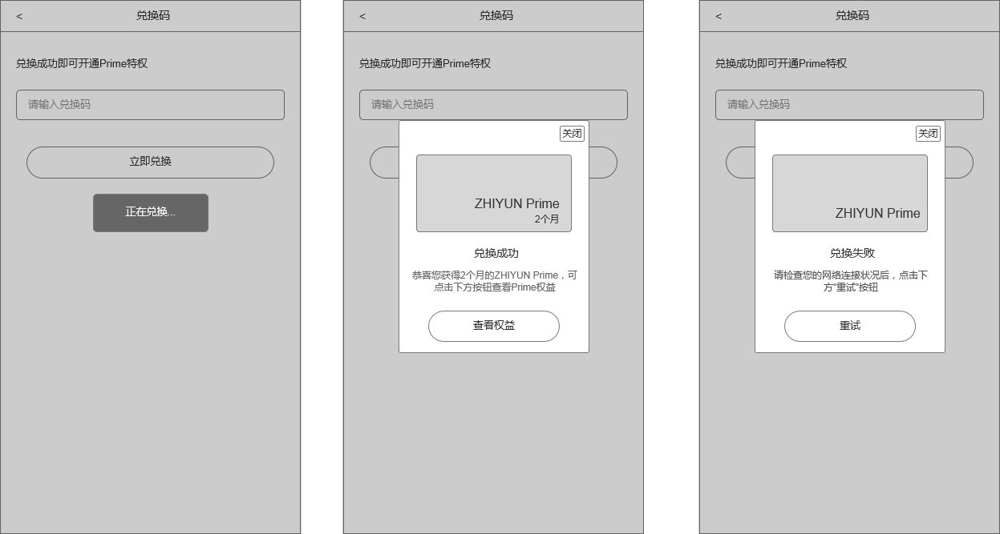 <
兑换码
兑换成功即可开通Prime特权
请输入兑换码
立即兑换
正在兑换...
<
兑换码
兑换成功即可开通Prime特权
请输入兑换码
关闭
ZHIYUN Prime
2个月
兑换成功
恭喜您获得2个月的ZHIYUN Prime，可
点击下方按钮查看Prime权益
查看权益
<
兑换码
兑换成功即可开通Prime特权
请输入兑换码
关闭
ZHIYUN Prime
兑换失败
请检查您的网络连接状况后，点击下
方“重试”按钮
重试